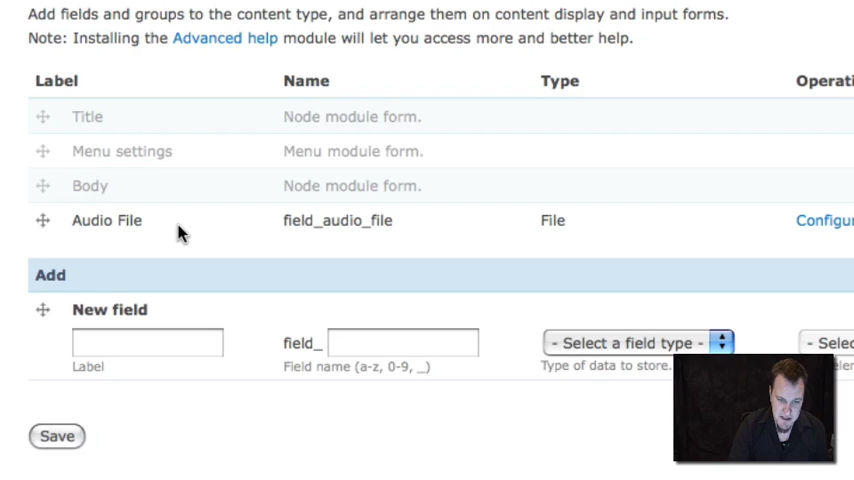 Add fields and groups to the content type, and arrange them on content display and input forms.
Note: Installing the Advanced help module will let you access more and better help.
Label Name Type Operati
Title Node module form.
Menu settings Menu module form.
Body Node module form.
Audio File field_audio_file File Configur
Add
New field
field_ - Select a field type - - Selec
Label Field name (a-z, 0-9, _) Type of data to store.
Save